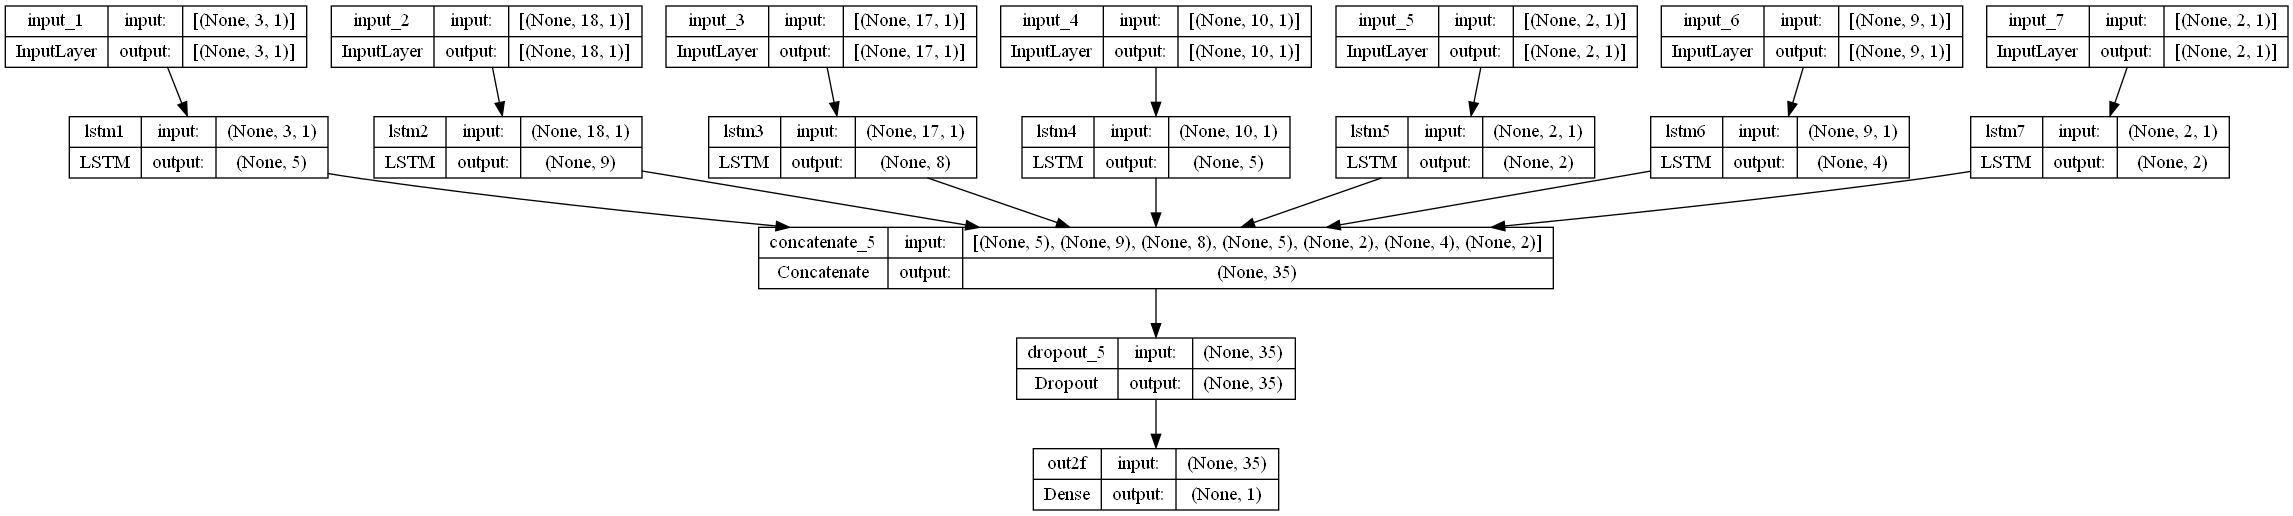 input_1 input: [(None, 3, 1)]
InputLayer output: [(None, 3, 1)]
input_2 input: [(None, 18, 1)]
InputLayer output: [(None, 18, 1)]
input_3 input: [(None, 17, 1)]
InputLayer output: [(None, 17, 1)]
input_4 input: [(None, 10, 1)]
InputLayer output: [(None, 10, 1)]
input_5 input: [(None, 2, 1)]
InputLayer output: [(None, 2, 1)]
input_6 input: [(None, 9, 1)]
InputLayer output: [(None, 9, 1)]
input_7 input: [(None, 2, 1)]
InputLayer output: [(None, 2, 1)]
lstm1 input: (None, 3, 1)
LSTM output: (None, 5)
lstm2 input: (None, 18, 1)
LSTM output: (None, 9)
lstm3 input: (None, 17, 1)
LSTM output: (None, 8)
lstm4 input: (None, 10, 1)
LSTM output: (None, 5)
lstm5 input: (None, 2, 1)
LSTM output: (None, 2)
lstm6 input: (None, 9, 1)
LSTM output: (None, 4)
lstm7 input: (None, 2, 1)
LSTM output: (None, 2)
concatenate_5 input: [(None, 5), (None, 9), (None, 8), (None, 5), (None, 2), (None, 4), (None, 2)]
Concatenate output: (None, 35)
dropout_5 input: (None, 35)
Dropout output: (None, 35)
out2f input: (None, 35)
Dense output: (None, 1)